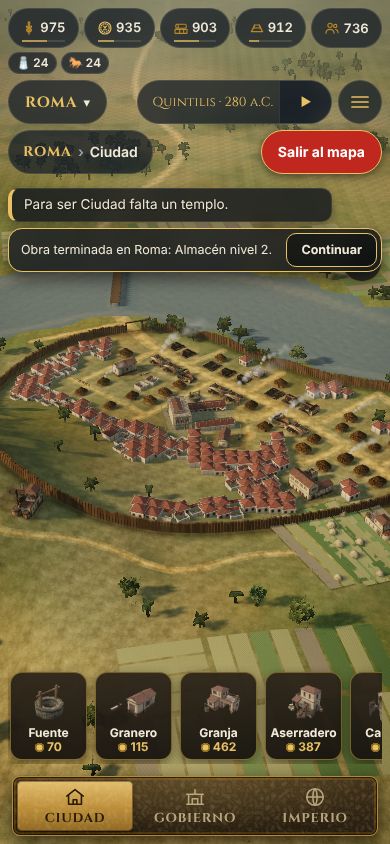 975 935 903 912 736
24 24
ROMA ▾ QUINTILIS · 280 A.C.
ROMA › Ciudad Salir al mapa
Para ser Ciudad falta un templo.
Obra terminada en Roma: Almacén nivel 2. Continuar
Fuente Granero Granja Aserradero Ca
70 115 462 387
CIUDAD GOBIERNO IMPERIO